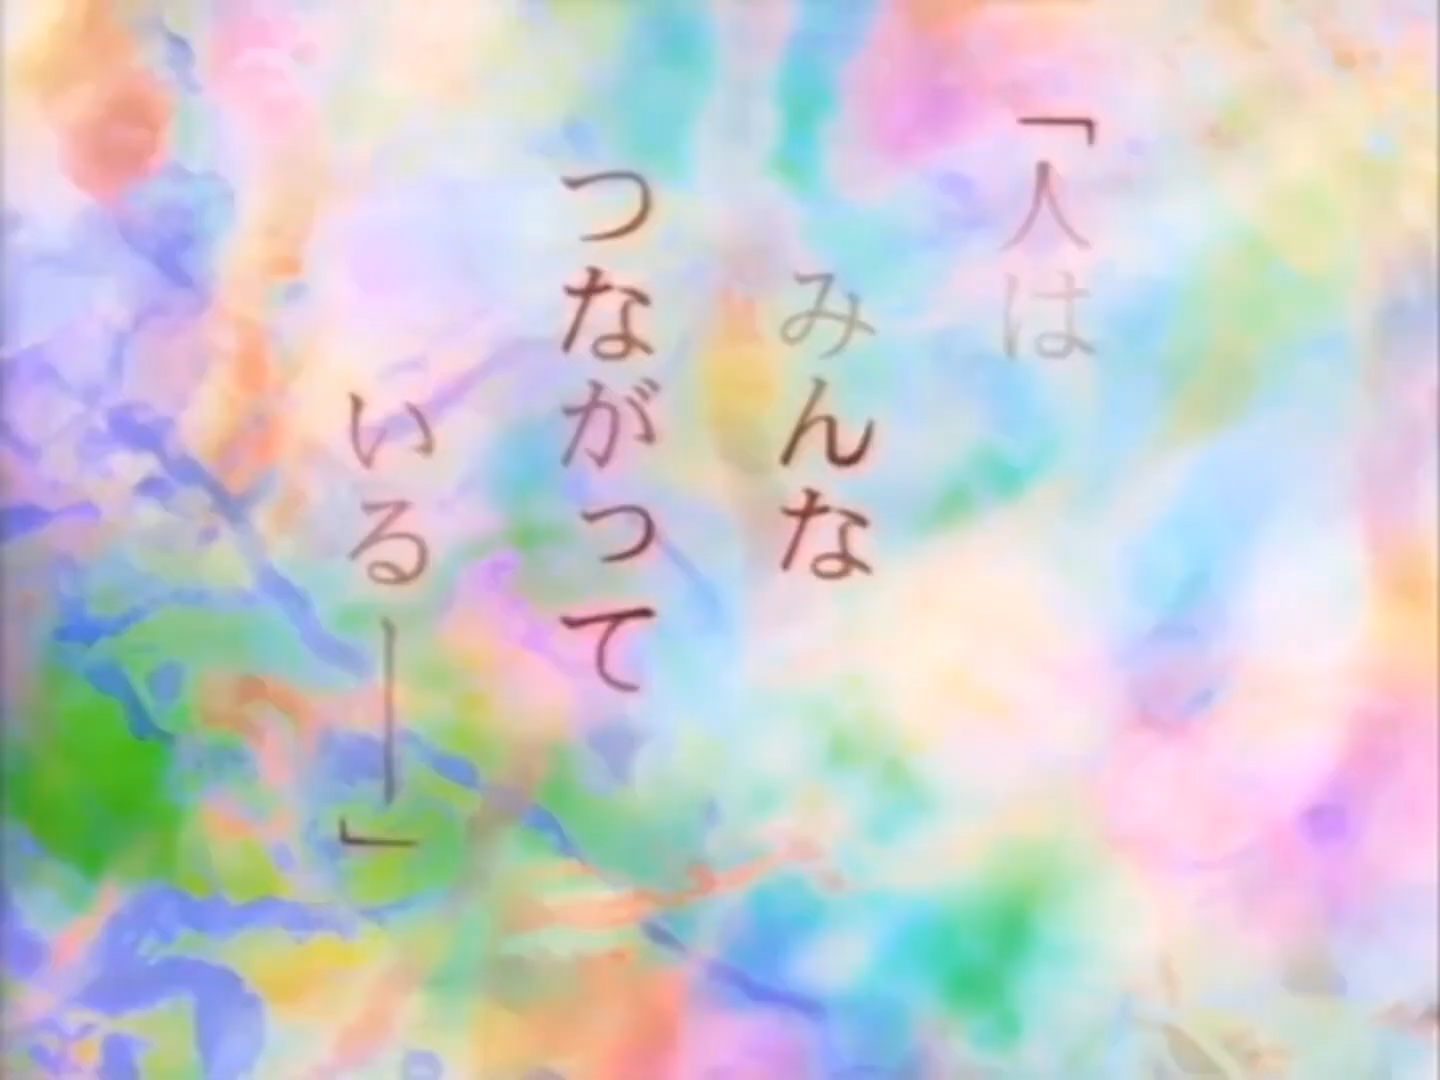 「人は
みんな
つながって
いる――」